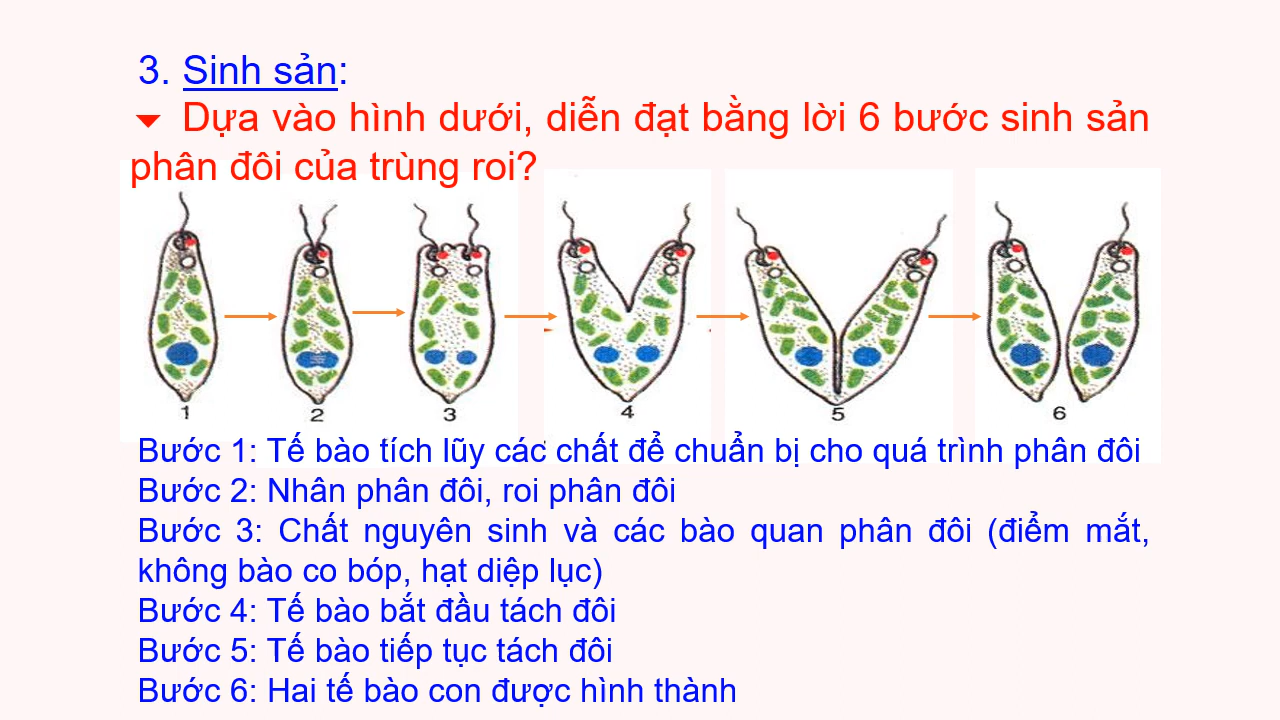 3. Sinh sản:
Dựa vào hình dưới, diễn đạt bằng lời 6 bước sinh sản
phân đôi của trùng roi?
1 2 3 4 5 6
Bước 1: Tế bào tích lũy các chất để chuẩn bị cho quá trình phân đôi
Bước 2: Nhân phân đôi, roi phân đôi
Bước 3: Chất nguyên sinh và các bào quan phân đôi (điểm mắt,
không bào co bóp, hạt diệp lục)
Bước 4: Tế bào bắt đầu tách đôi
Bước 5: Tế bào tiếp tục tách đôi
Bước 6: Hai tế bào con được hình thành